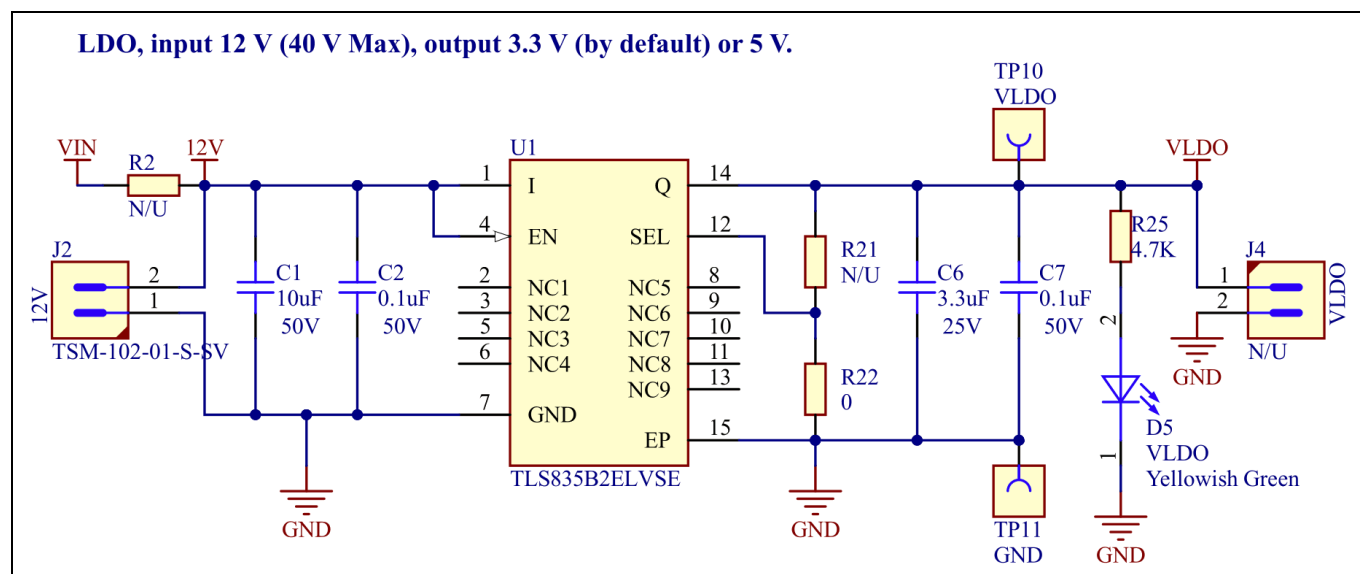 LDO, input 12 V (40 V Max), output 3.3 V (by default) or 5 V.
TP10
VLDO
VIN
R2
N/U
12V
J2
2
1
12V
TSM-102-01-S-SV
C1
10uF
50V
C2
0.1uF
50V
U1
1
I
4
EN
2
NC1
3
NC2
5
NC3
6
NC4
7
GND
14
Q
12
SEL
8
NC5
9
NC6
10
NC7
11
NC8
13
NC9
15
EP
TLS835B2ELVSE
GND
R21
N/U
R22
0
GND
C6
3.3uF
25V
C7
0.1uF
50V
TP11
GND
R25
4.7K
2
1
D5
VLDO
Yellowish Green
GND
VLDO
J4
1
2
VLDO
N/U
GND